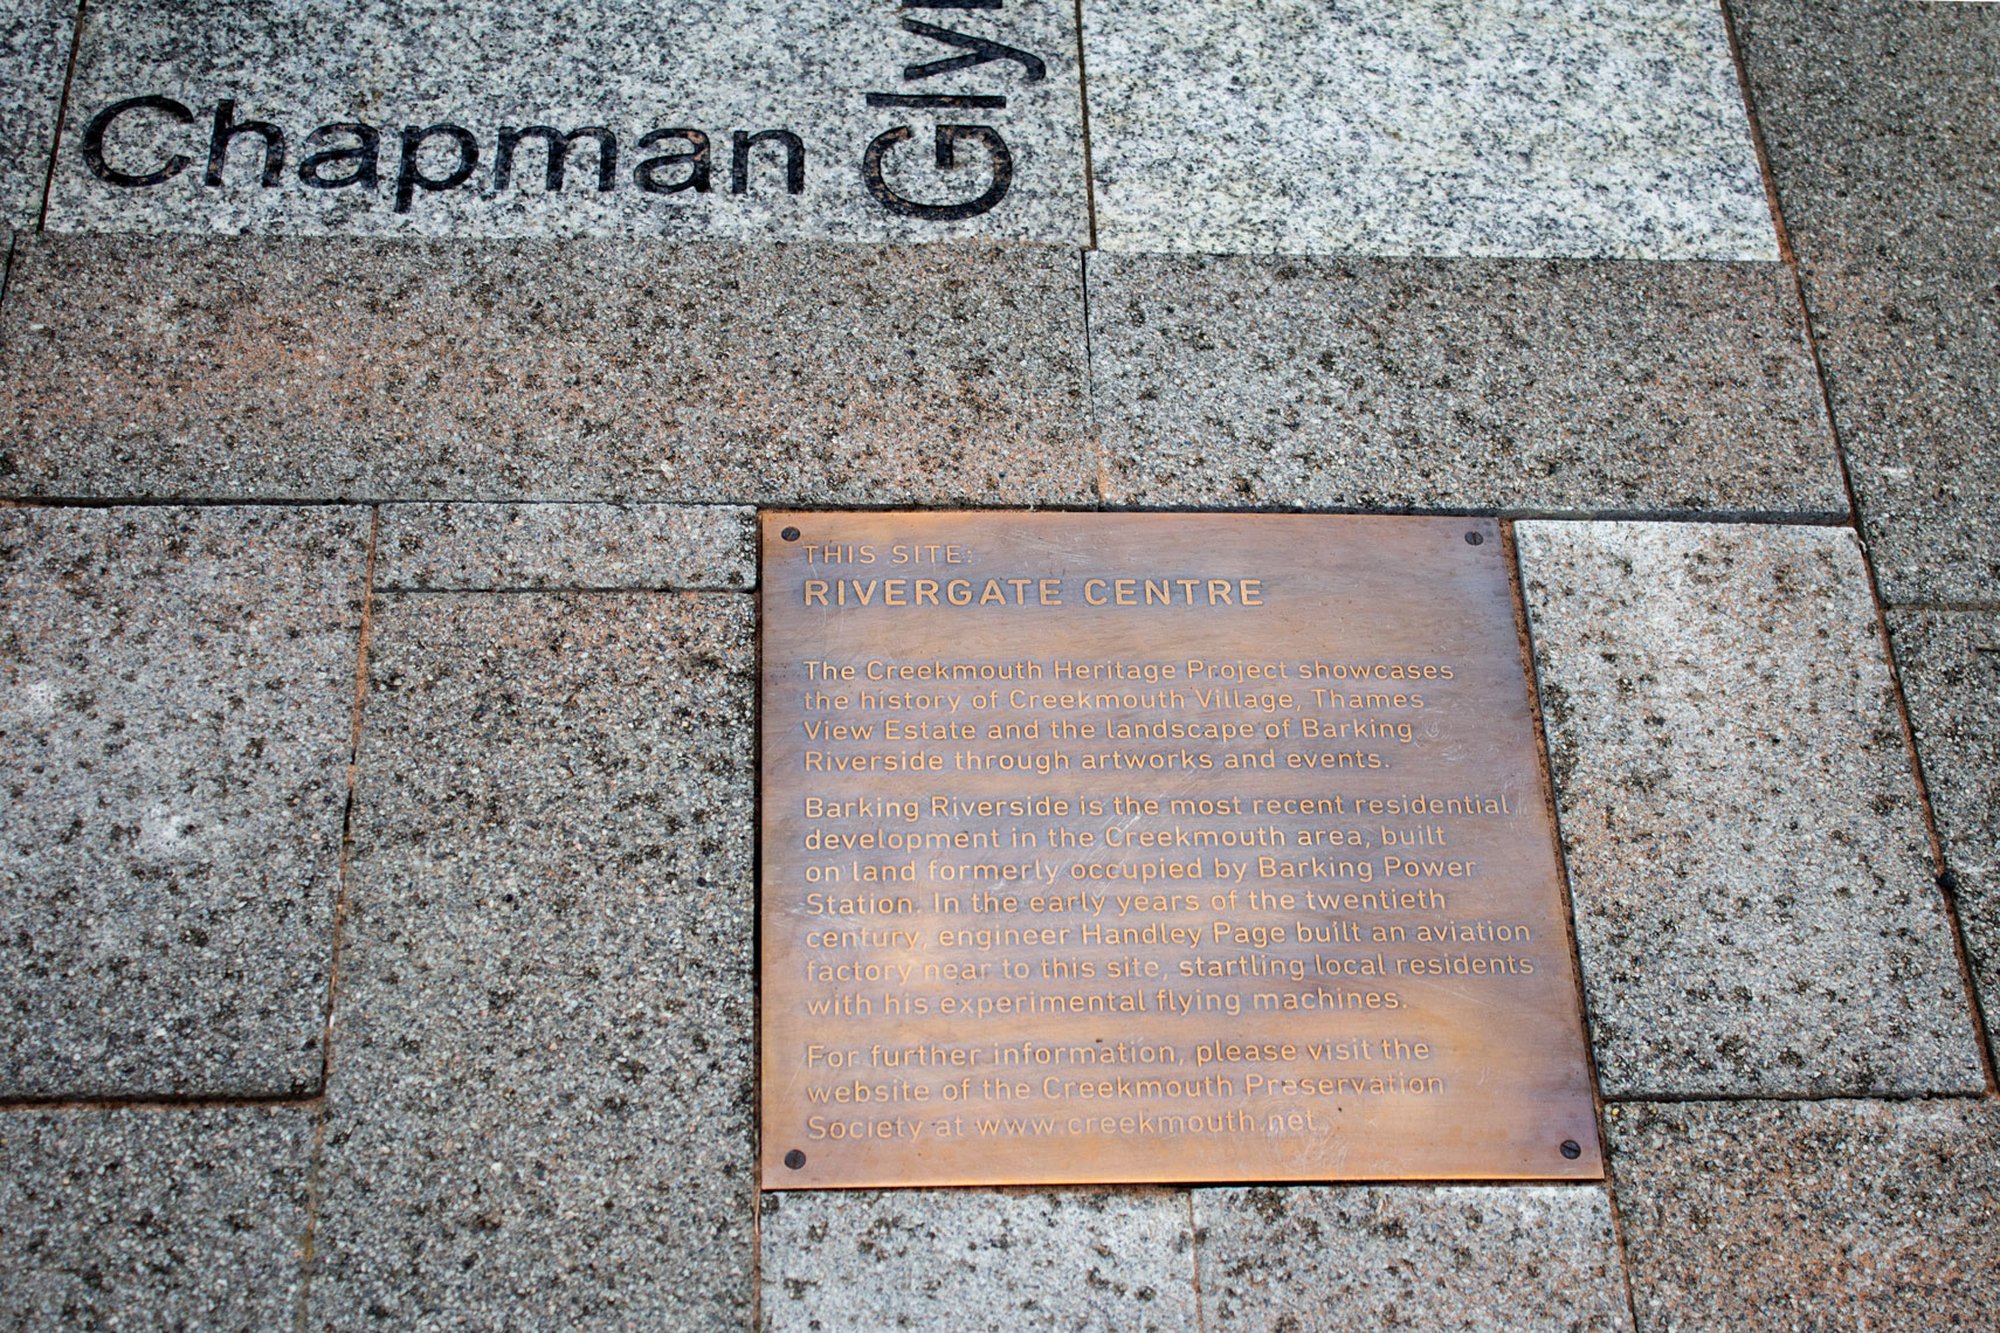 Chapman
Gly
THIS SITE:
RIVERGATE CENTRE
The Creekmouth Heritage Project showcases
the history of Creekmouth Village, Thames
View Estate and the landscape of Barking
Riverside through artworks and events.
Barking Riverside is the most recent residential
development in the Creekmouth area, built
on land formerly occupied by Barking Power
Station. In the early years of the twentieth
century, engineer Handley Page built an aviation
factory near to this site, startling local residents
with his experimental flying machines.
For further information, please visit the
website of the Creekmouth Preservation
Society at www.creekmouth.net